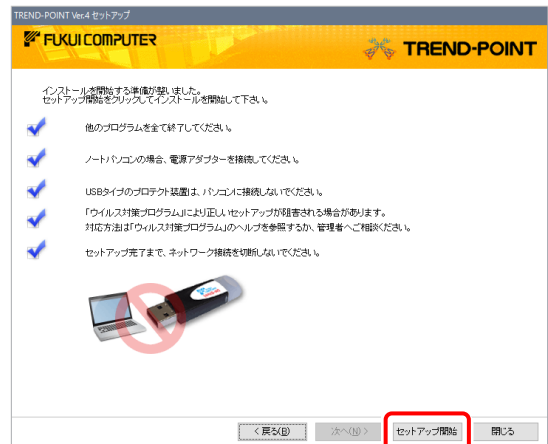 TREND-POINT Ver.4 セットアップ
FUKUI COMPUTER
TREND-POINT
インストールを開始する準備が整いました。
セットアップ開始をクリックしてインストールを開始して下さい。
他のプログラムを全て終了してください。
ノートパソコンの場合、電源アダプターを接続してください。
USBタイプのプロテクト装置は、パソコンに接続しないでください。
「ウイルス対策プログラム」により正しいセットアップが阻害される場合があります。
対応方法は「ウィルス対策プログラム」のヘルプを参照するか、管理者へご相談ください。
セットアップ完了まで、ネットワーク接続を切断しないでください。
< 戻る(B) 次へ(N) > セットアップ開始 閉じる